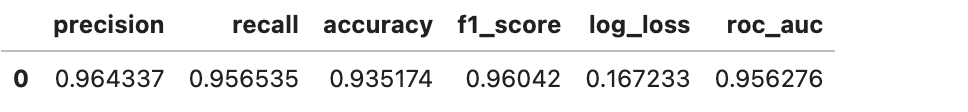 precision recall accuracy f1_score log_loss roc_auc
0 0.964337 0.956535 0.935174 0.96042 0.167233 0.956276